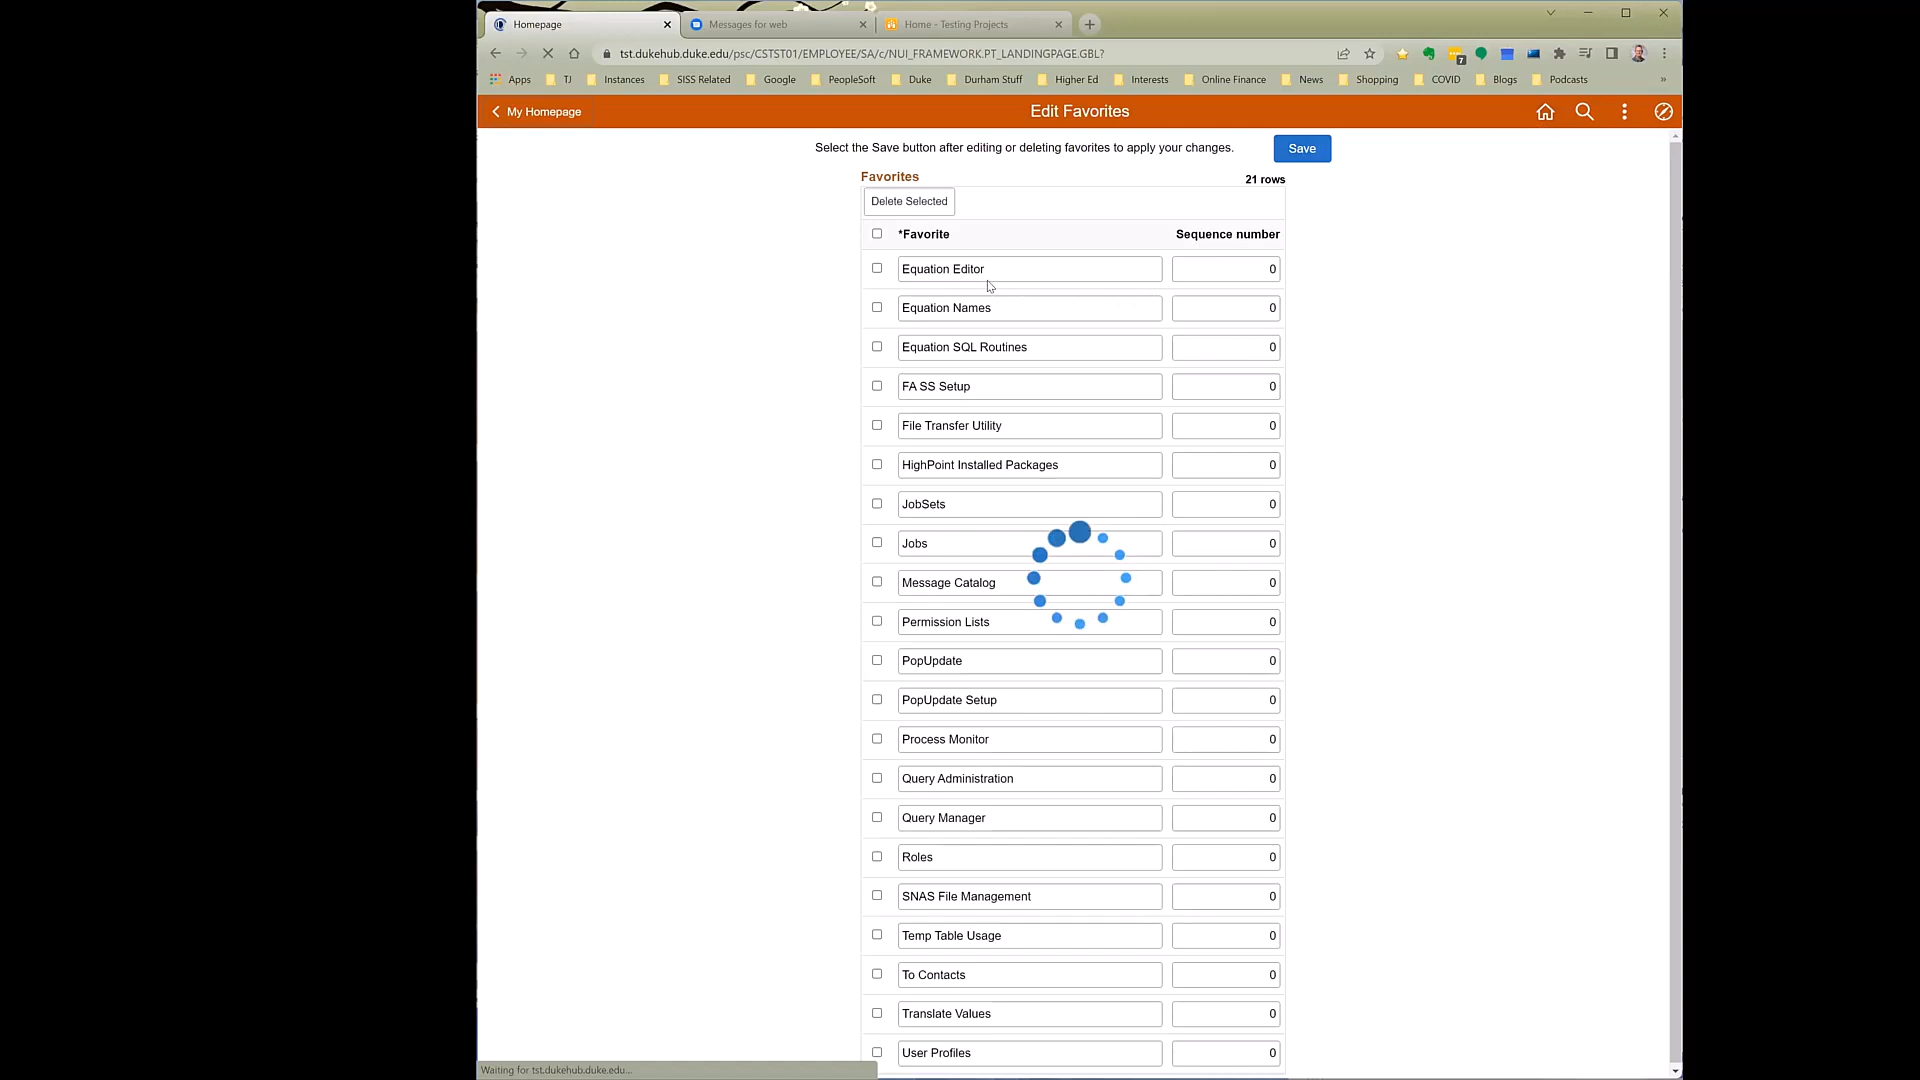 Homepage
Messages for web
Home - Testing Projects
tst.dukehub.duke.edu/psc/CSTST01/EMPLOYEE/SA/c/NUI_FRAMEWORK.PT_LANDINGPAGE.GBL?
7
Apps TJ Instances SISS Related Google PeopleSoft Duke Durham Stuff Higher Ed Interests Online Finance News Shopping COVID Blogs Podcasts »
My Homepage
Edit Favorites
Select the Save button after editing or deleting favorites to apply your changes.
Save
Favorites
21 rows
Delete Selected
*Favorite Sequence number
Equation Editor 0
Equation Names 0
Equation SQL Routines 0
FA SS Setup 0
File Transfer Utility 0
HighPoint Installed Packages 0
JobSets 0
Jobs 0
Message Catalog 0
Permission Lists 0
PopUpdate 0
PopUpdate Setup 0
Process Monitor 0
Query Administration 0
Query Manager 0
Roles 0
SNAS File Management 0
Temp Table Usage 0
To Contacts 0
Translate Values 0
User Profiles 0
Waiting for tst.dukehub.duke.edu...